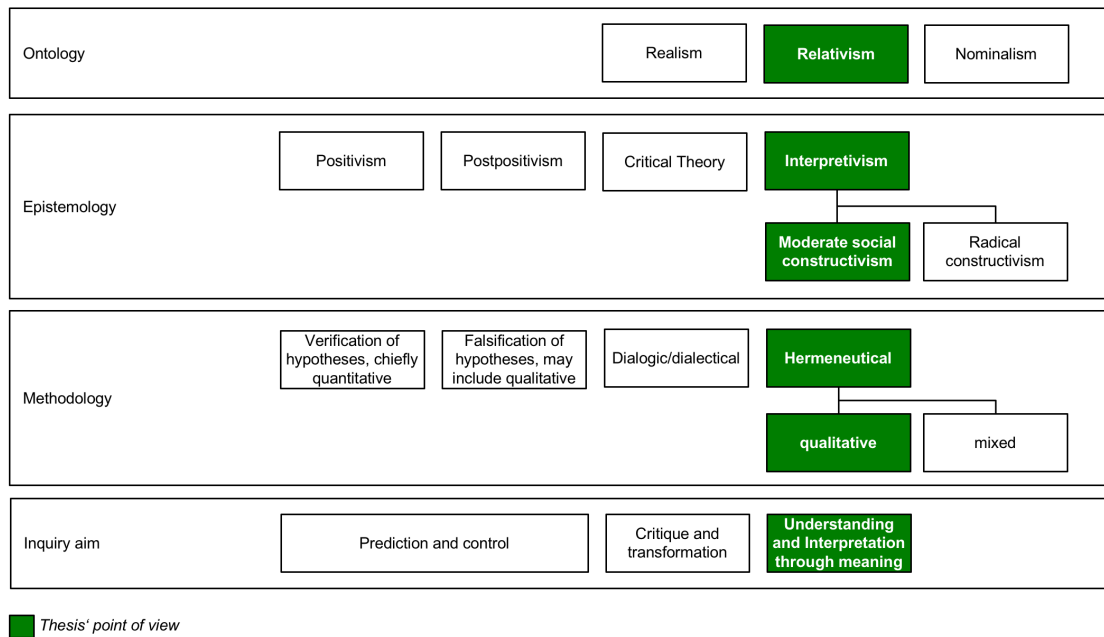 Ontology
Realism
Relativism
Nominalism
Epistemology
Positivism
Postpositivism
Critical Theory
Interpretivism
Moderate social
constructivism
Radical
constructivism
Methodology
Verification of
hypotheses, chiefly
quantitative
Falsification of
hypotheses, may
include qualitative
Dialogic/dialectical
Hermeneutical
qualitative
mixed
Inquiry aim
Prediction and control
Critique and
transformation
Understanding
and Interpretation
through meaning
Thesis‘ point of view